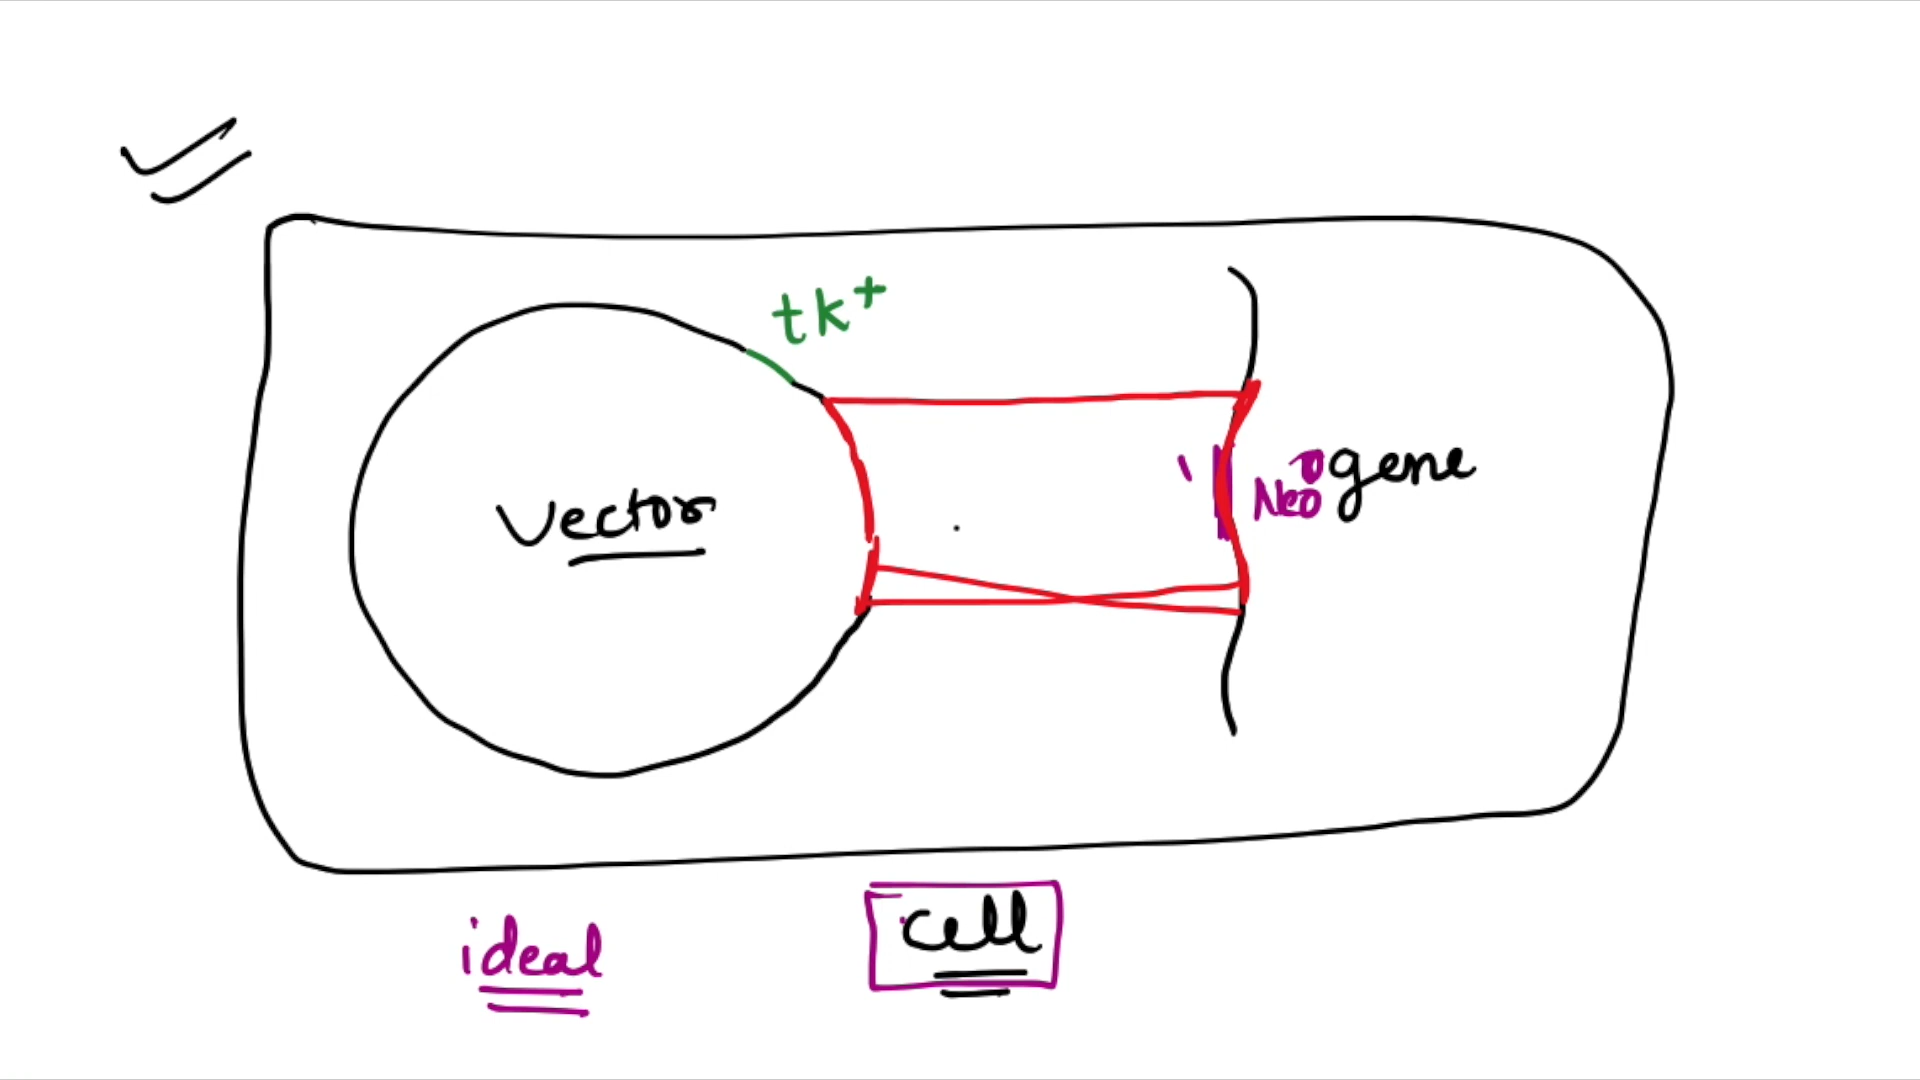 tk+
Vector
Neo gene
ideal
cell